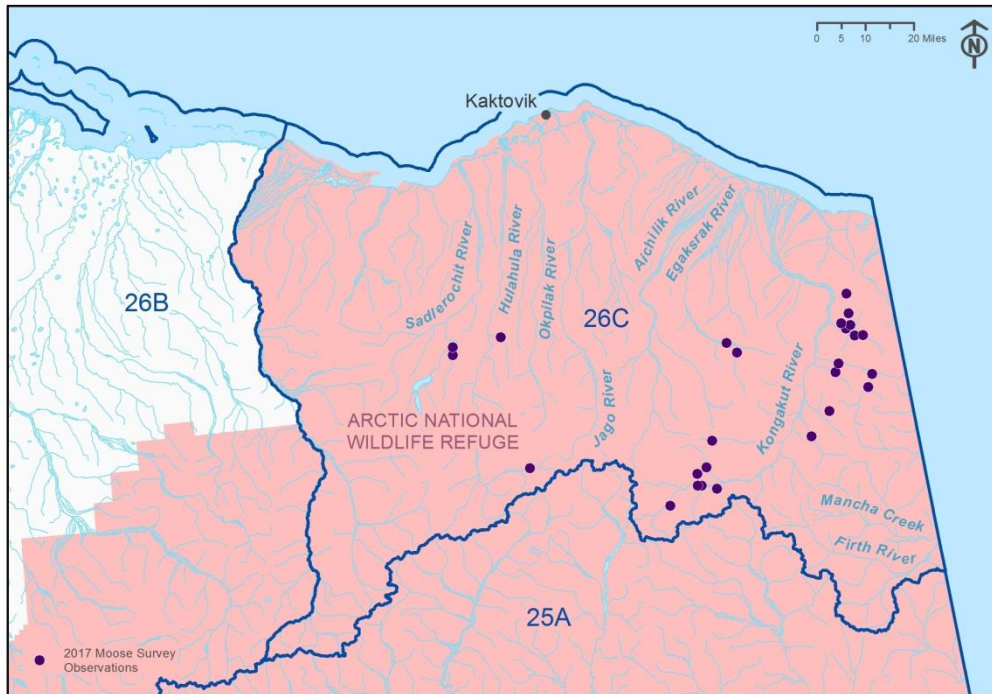 0 5 10 20 Miles
N
Kaktovik
Sadlerochit River
Hulahula River
Okpilak River
Aichilik River
Egaksrak River
26B
26C
Jago River
Kongakut River
ARCTIC NATIONAL
WILDLIFE REFUGE
Mancha Creek
Firth River
25A
2017 Moose Survey
Observations